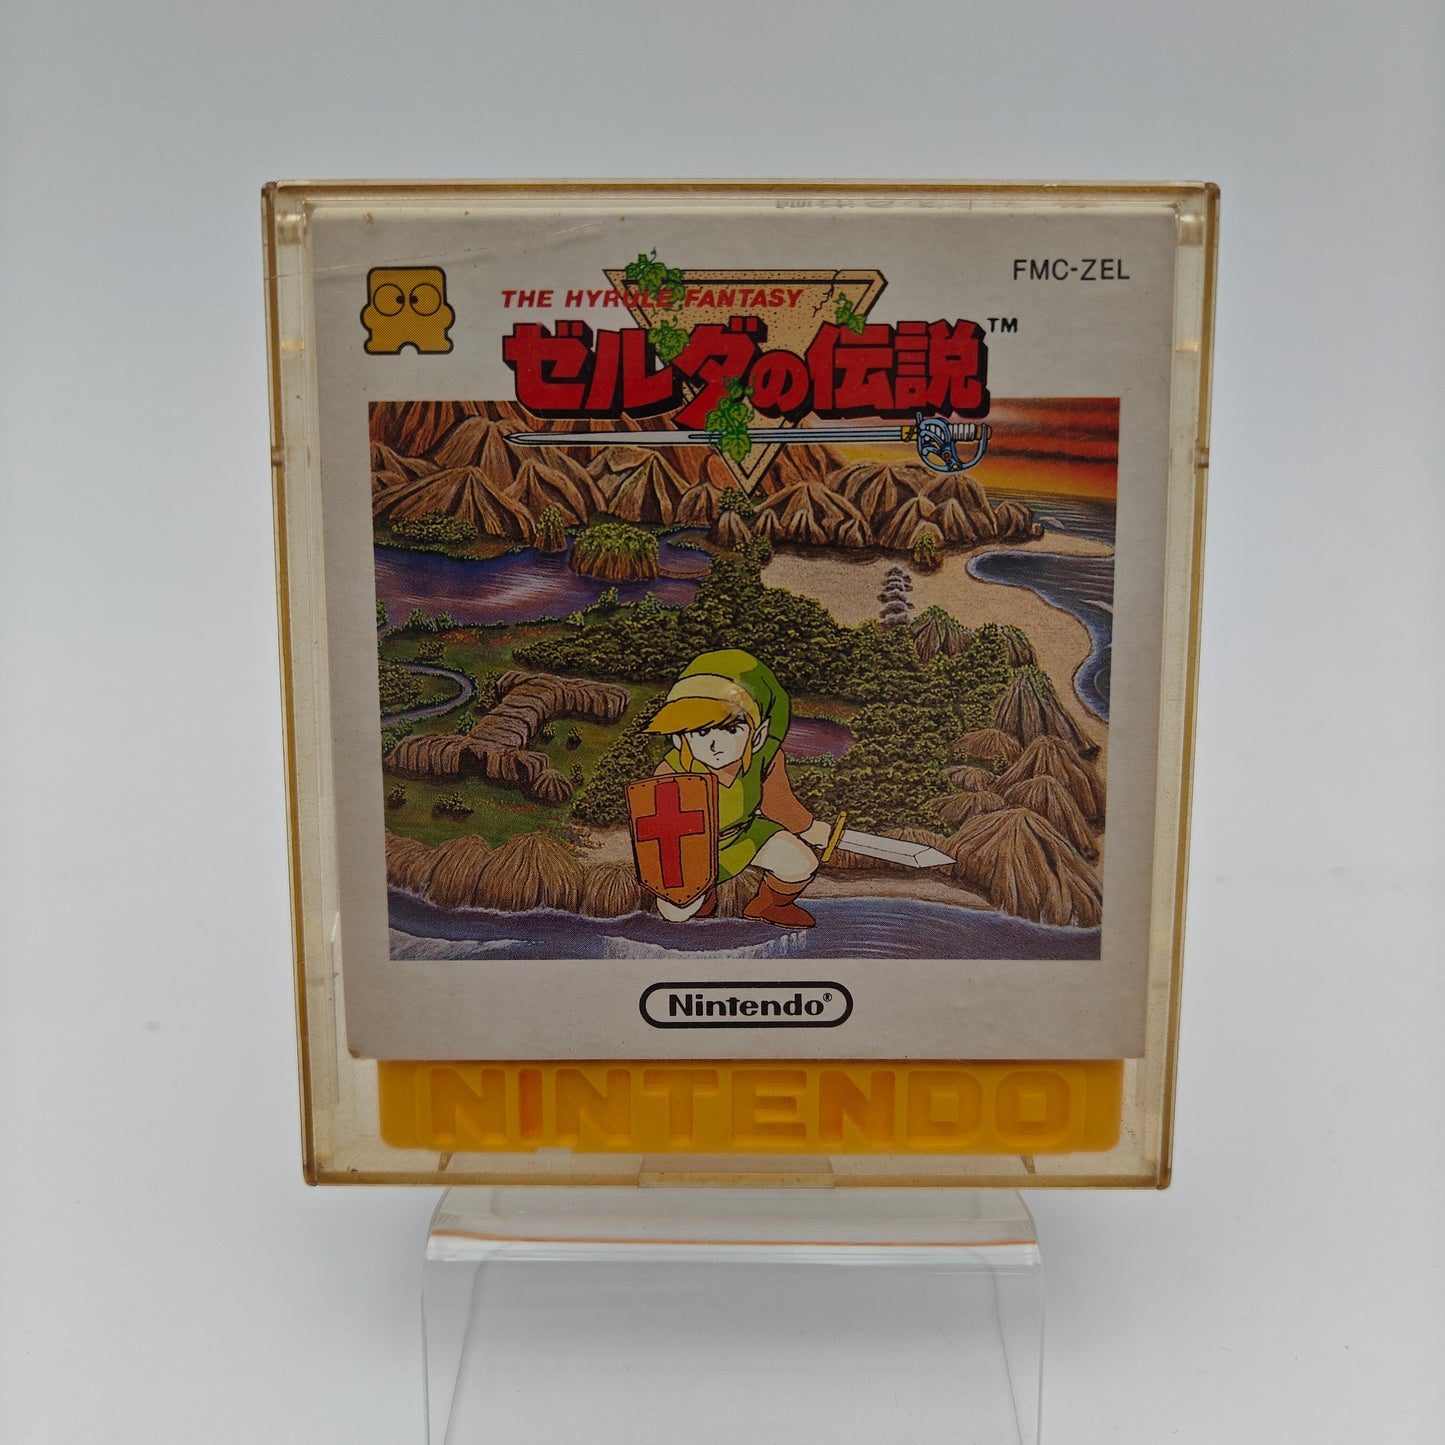 FMC-ZEL
THE HYRULE FANTASY
ゼルダの伝説™
Nintendo®
NINTENDO